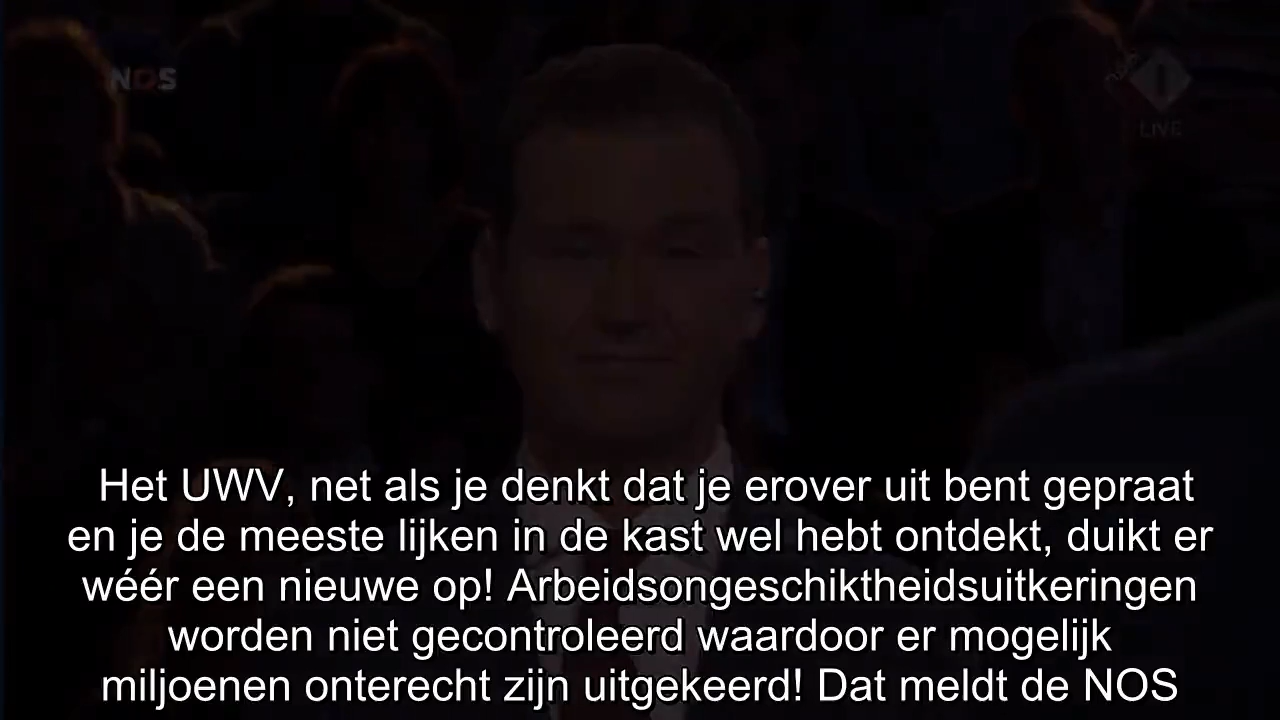 NOS
1
LIVE
Het UWV, net als je denkt dat je erover uit bent gepraat
en je de meeste lijken in de kast wel hebt ontdekt, duikt er
wéér een nieuwe op! Arbeidsongeschiktheidsuitkeringen
worden niet gecontroleerd waardoor er mogelijk
miljoenen onterecht zijn uitgekeerd! Dat meldt de NOS